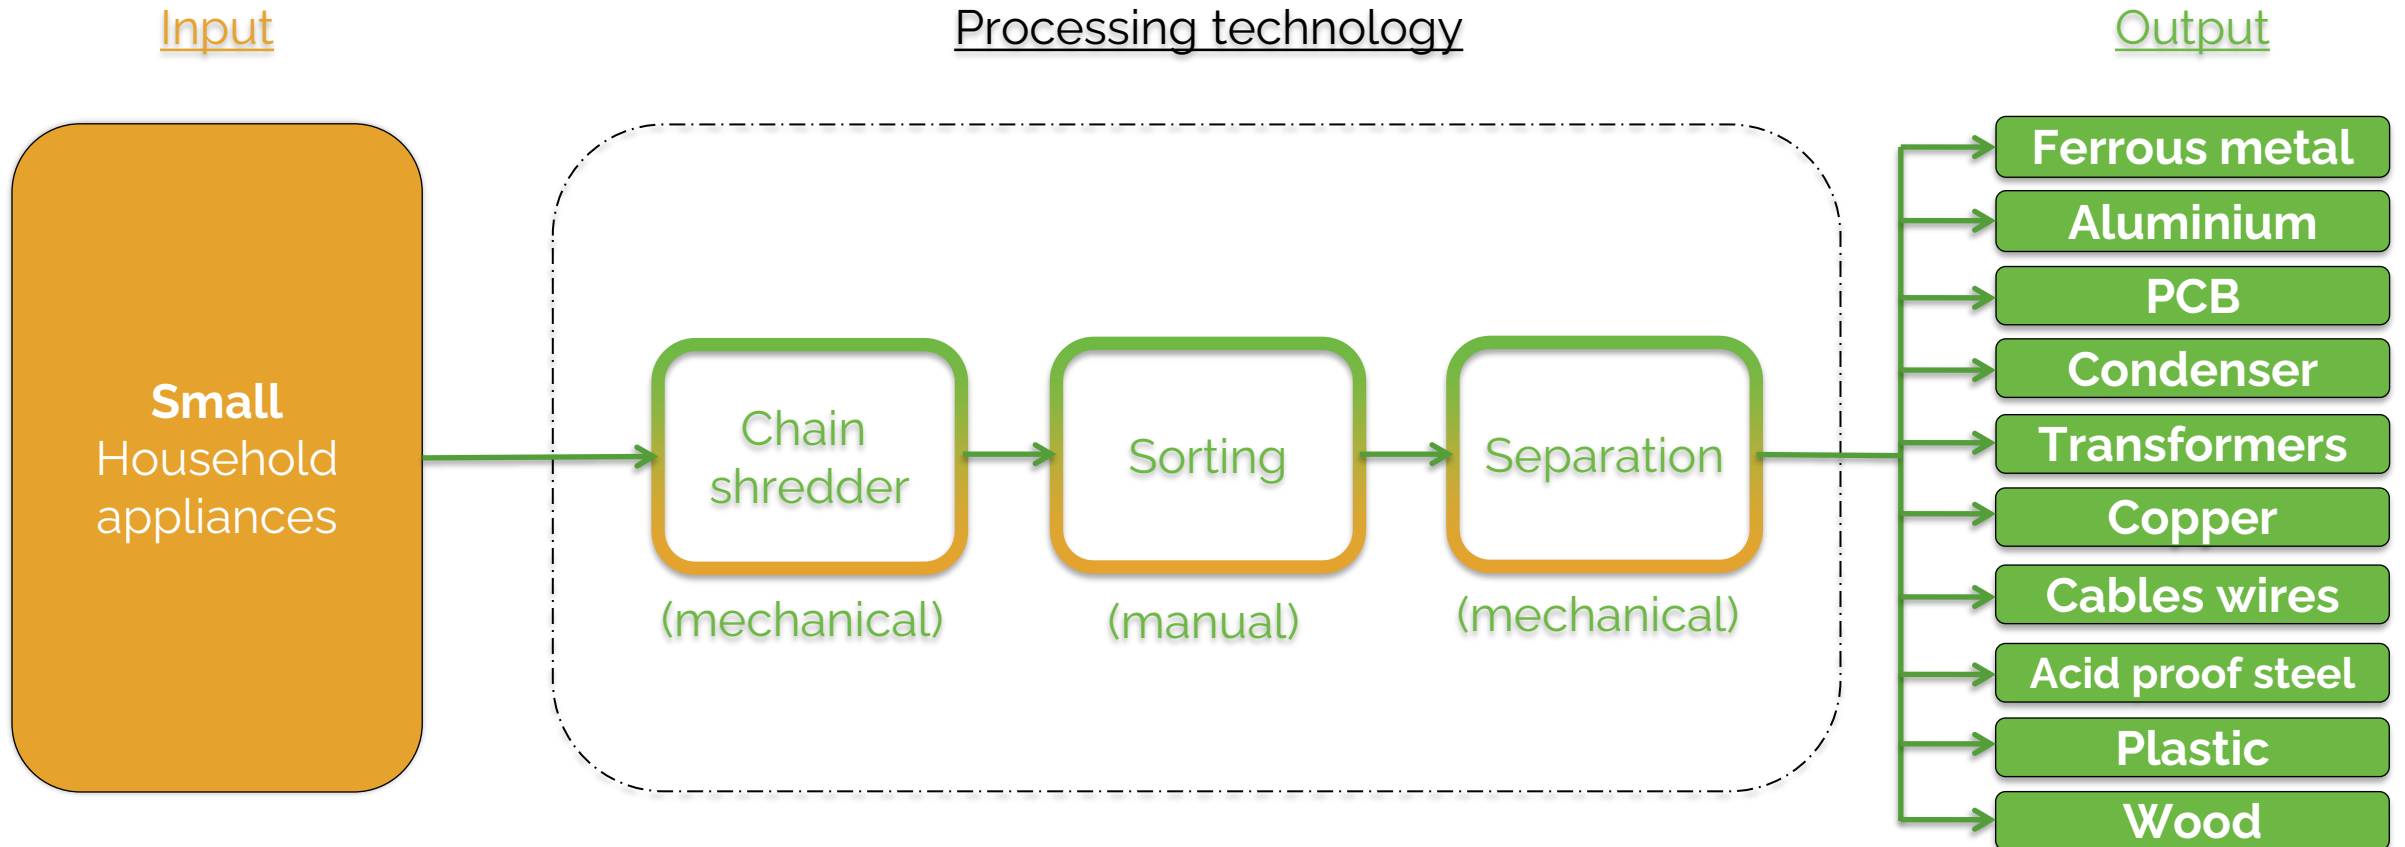 Input
Processing technology
Output
Small
Household
appliances
Chain
shredder
(mechanical)
Sorting
(manual)
Separation
(mechanical)
Ferrous metal
Aluminium
PCB
Condenser
Transformers
Copper
Cables wires
Acid proof steel
Plastic
Wood